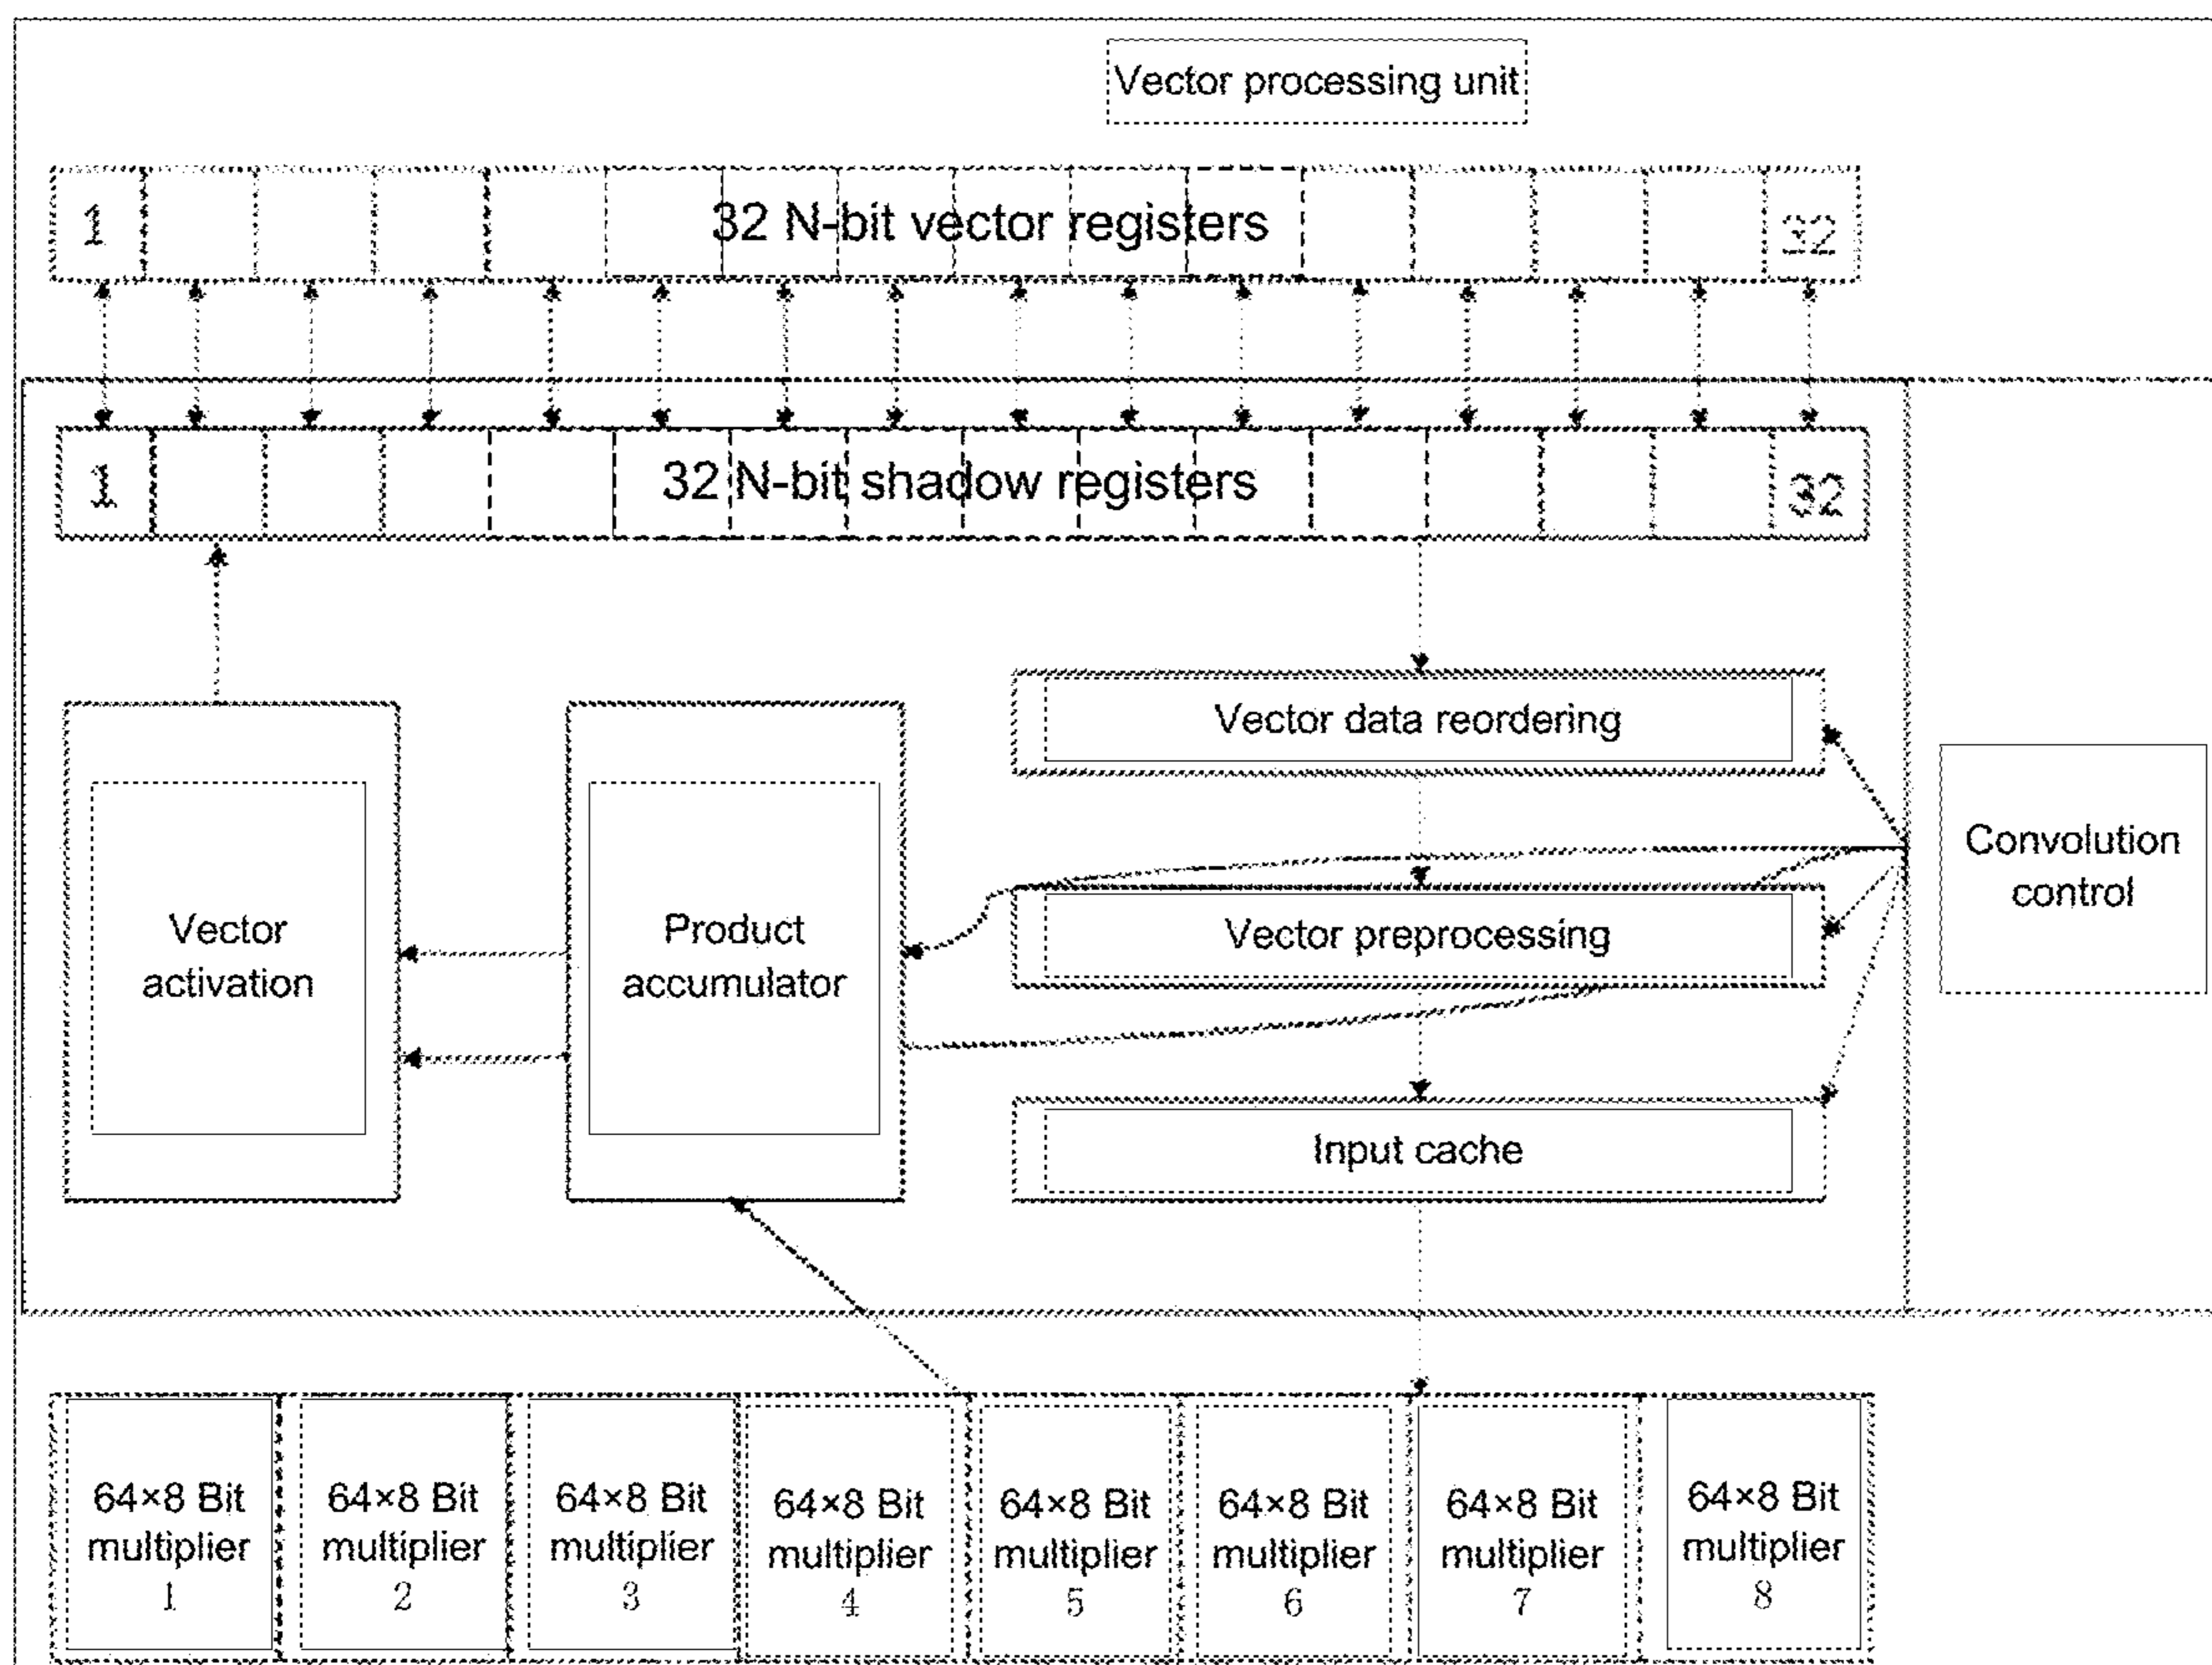 Vector processing unit
1
32 N-bit vector registers
32
1
32 N-bit shadow registers
32
Vector data reordering
Convolution
control
Vector
activation
Product
accumulator
Vector preprocessing
Input cache
64×8 Bit
multiplier
1
64×8 Bit
multiplier
2
64×8 Bit
multiplier
3
64×8 Bit
multiplier
4
64×8 Bit
multiplier
5
64×8 Bit
multiplier
6
64×8 Bit
multiplier
7
64×8 Bit
multiplier
8